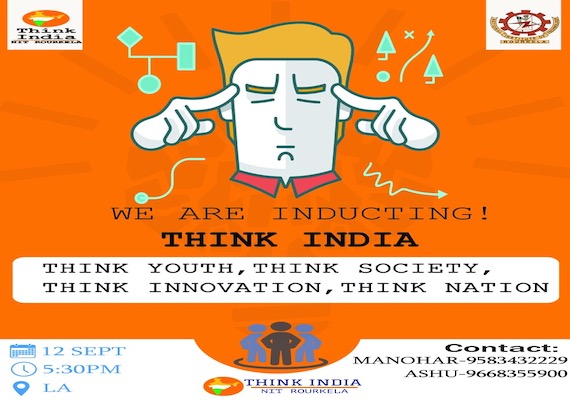 Think
India
NIT ROURKELA
ROURKELA
WE ARE INDUCTING!
THINK INDIA
THINK YOUTH,THINK SOCIETY,
THINK INNOVATION,THINK NATION
12 SEPT
5:30PM
LA
THINK INDIA
NIT ROURKELA
Contact:
MANOHAR-9583432229
ASHU-9668355900